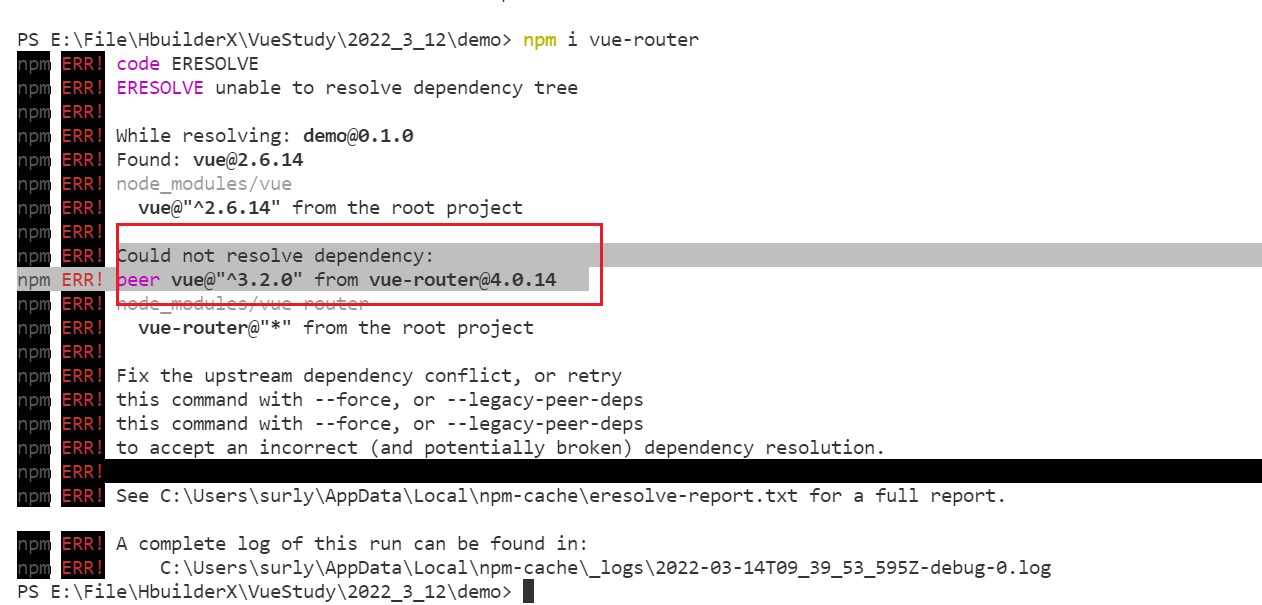 PS E:\File\HbuilderX\VueStudy\2022_3_12\demo> npm i vue-router
npm ERR! code ERESOLVE
npm ERR! ERESOLVE unable to resolve dependency tree
npm ERR!
npm ERR! While resolving: demo@0.1.0
npm ERR! Found: vue@2.6.14
npm ERR! node_modules/vue
npm ERR!   vue@"^2.6.14" from the root project
npm ERR!
npm ERR! Could not resolve dependency:
npm ERR! peer vue@"^3.2.0" from vue-router@4.0.14
npm ERR! node_modules/vue-router
npm ERR!   vue-router@"*" from the root project
npm ERR!
npm ERR! Fix the upstream dependency conflict, or retry
npm ERR! this command with --force, or --legacy-peer-deps
npm ERR! this command with --force, or --legacy-peer-deps
npm ERR! to accept an incorrect (and potentially broken) dependency resolution.
npm ERR!
npm ERR! See C:\Users\surly\AppData\Local\npm-cache\eresolve-report.txt for a full report.
npm ERR! A complete log of this run can be found in:
npm ERR!     C:\Users\surly\AppData\Local\npm-cache\_logs\2022-03-14T09_39_53_595Z-debug-0.log
PS E:\File\HbuilderX\VueStudy\2022_3_12\demo>